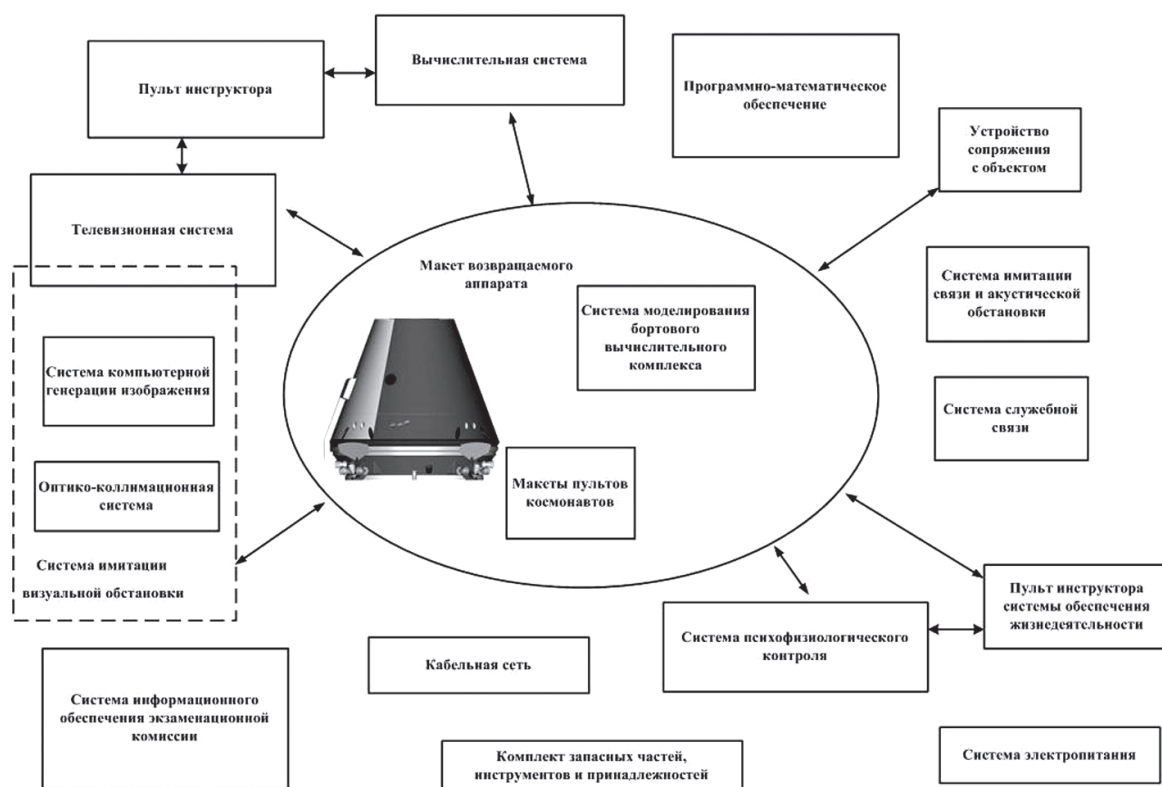 Пульт инструктора
Вычислительная система
Программно-математическое
обеспечение
Устройство
сопряжения
с объектом
Телевизионная система
Макет возвращаемого
аппарата
Система моделирования
бортового
вычислительного
комплекса
Система имитации
связи и акустической
обстановки
Система компьютерной
генерации изображения
Система служебной
связи
Оптико-коллимационная
система
Макеты пультов
космонавтов
Система имитации
визуальной обстановки
Пульт инструктора
системы обеспечения
жизнедеятельности
Система психофизиологического
контроля
Кабельная сеть
Система информационного
обеспечения экзаменационной
комиссии
Комплект запасных частей,
инструментов и принадлежностей
Система электропитания